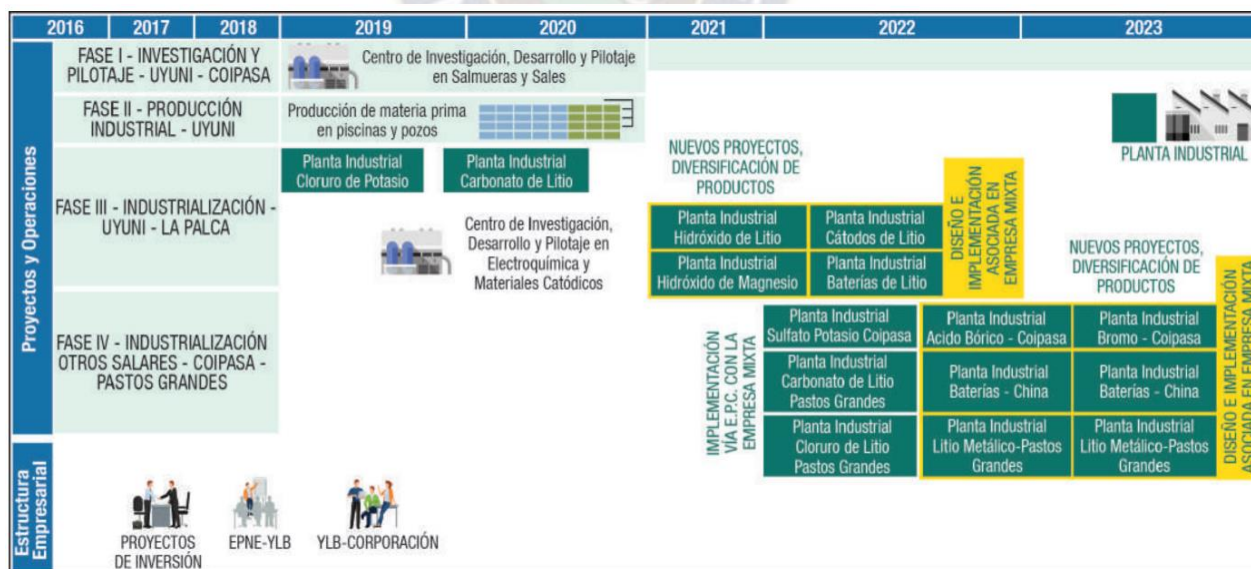 2016 2017 2018 2019 2020 2021 2022 2023
Proyectos y Operaciones
FASE I - INVESTIGACIÓN Y
PILOTAJE - UYUNI - COIPASA
Centro de Investigación, Desarrollo y Pilotaje
en Salmueras y Sales
FASE II - PRODUCCIÓN
INDUSTRIAL - UYUNI
Producción de materia prima
en piscinas y pozos
PLANTA INDUSTRIAL
FASE III - INDUSTRIALIZACIÓN -
UYUNI - LA PALCA
Planta Industrial
Cloruro de Potasio
Planta Industrial
Carbonato de Litio
Centro de Investigación,
Desarrollo y Pilotaje en
Electroquímica y
Materiales Catódicos
NUEVOS PROYECTOS,
DIVERSIFICACIÓN DE
PRODUCTOS
Planta Industrial
Hidróxido de Litio
Planta Industrial
Cátodos de Litio
Planta Industrial
Hidróxido de Magnesio
Planta Industrial
Baterías de Litio
DISEÑO E
IMPLEMENTACIÓN
ASOCIADA EN
EMPRESA MIXTA
NUEVOS PROYECTOS,
DIVERSIFICACIÓN DE
PRODUCTOS
FASE IV - INDUSTRIALIZACIÓN
OTROS SALARES - COIPASA -
PASTOS GRANDES
IMPLEMENTACIÓN
VÍA E.P.C. CON LA
EMPRESA MIXTA
Planta Industrial
Sulfato Potasio Coipasa
Planta Industrial
Acido Bórico - Coipasa
Planta Industrial
Bromo - Coipasa
Planta Industrial
Carbonato de Litio
Pastos Grandes
Planta Industrial
Baterías - China
Planta Industrial
Baterías - China
Planta Industrial
Cloruro de Litio
Pastos Grandes
Planta Industrial
Litio Metálico-Pastos
Grandes
Planta Industrial
Litio Metálico-Pastos
Grandes
DISEÑO E IMPLEMENTACIÓN
ASOCIADA EN EMPRESA MIXTA
Estructura
Empresarial
PROYECTOS
DE INVERSIÓN
EPNE-YLB
YLB-CORPORACIÓN